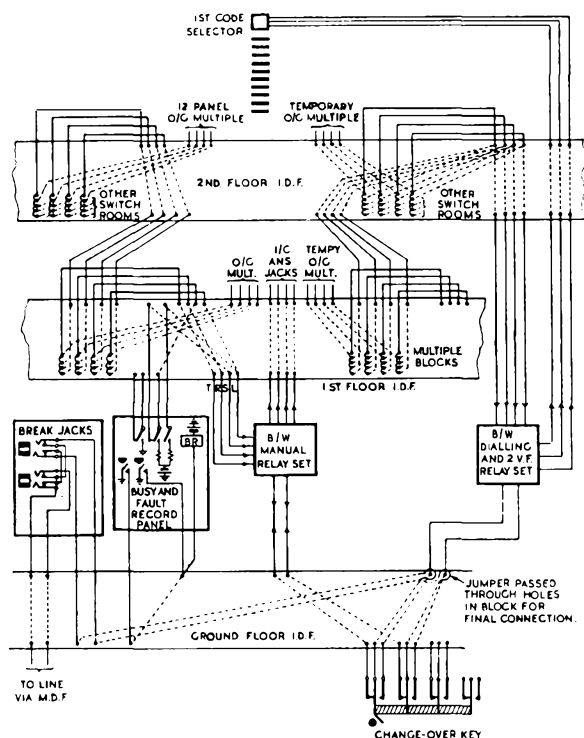 1ST CODE
SELECTOR
12 PANEL
O/C MULTIPLE
TEMPORARY
O/C MULTIPLE
2ND. FLOOR I.D.F.
OTHER
SWITCH
ROOMS
OTHER
SWITCH
ROOMS
O/C
MULT.
I/C
ANS
JACKS
TEMPY
O/C
MULT.
MULTIPLE
BLOCKS
T.R.S.L.
1ST FLOOR I.D.F.
BREAK JACKS
BR
BUSY AND
FAULT
RECORD
PANEL
B/W
MANUAL
RELAY SET
B/W
DIALLING
AND 2 V.F.
RELAY SET
JUMPER PASSED
THROUGH HOLES
IN BLOCK FOR
FINAL CONNECTION.
GROUND FLOOR I.D.F.
TO LINE
VIA M.D.F
CHANGE-OVER KEY